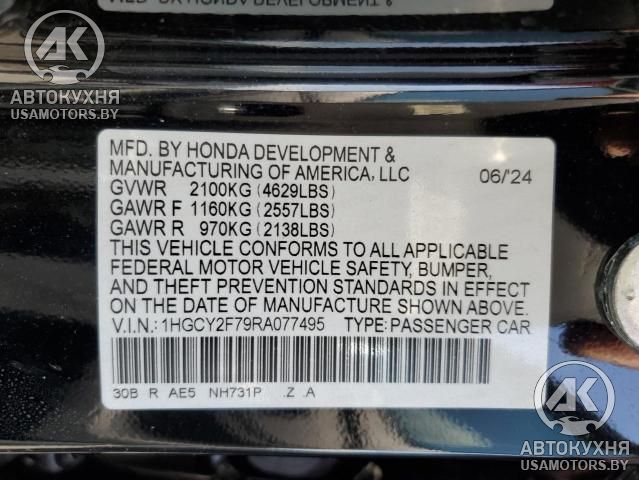 AK
АВТОКУХНЯ
USAMOTORS.BY
MFD. BY HONDA DEVELOPMENT &
MANUFACTURING OF AMERICA, LLC 06/'24
GVWR 2100KG (4629LBS)
GAWR F 1160KG (2557LBS)
GAWR R 970KG (2138LBS)
THIS VEHICLE CONFORMS TO ALL APPLICABLE
FEDERAL MOTOR VEHICLE SAFETY, BUMPER,
AND THEFT PREVENTION STANDARDS IN EFFECT
ON THE DATE OF MANUFACTURE SHOWN ABOVE.
V.I.N.: 1HGCY2F79RA077495 TYPE: PASSENGER CAR
30B R AE5 NH731P .Z .A
AK
АВТОКУХНЯ
USAMOTORS.BY